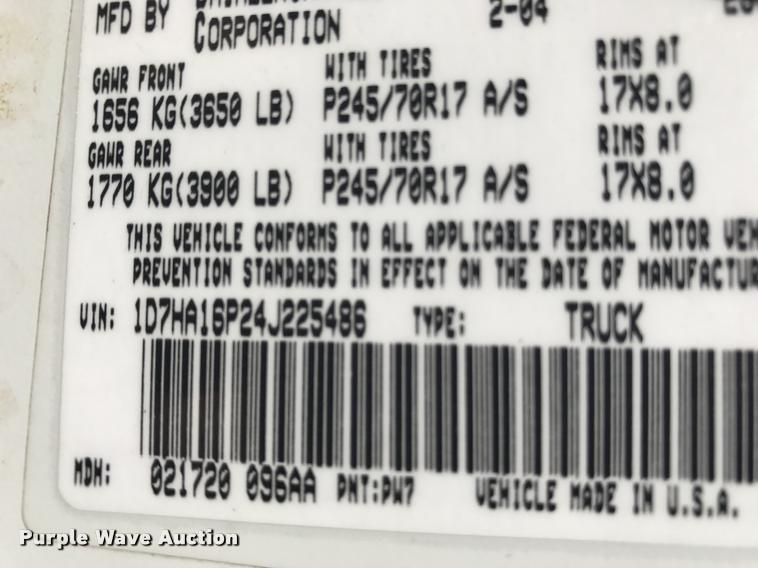 MFD BY
CORPORATION 2-04
GAWR FRONT WITH TIRES RIMS AT
1656 KG(3650 LB) P245/70R17 A/S 17X8.0
GAWR REAR WITH TIRES RIMS AT
1770 KG(3900 LB) P245/70R17 A/S 17X8.0
THIS VEHICLE CONFORMS TO ALL APPLICABLE FEDERAL MOTOR VEH
PREVENTION STANDARDS IN EFFECT ON THE DATE OF MANUFACTUR
VIN: 1D7HA16P24J225486 TYPE: TRUCK
MDH: 021720 096AA PNT:PW7 VEHICLE MADE IN U.S.A.
Purple Wave Auction